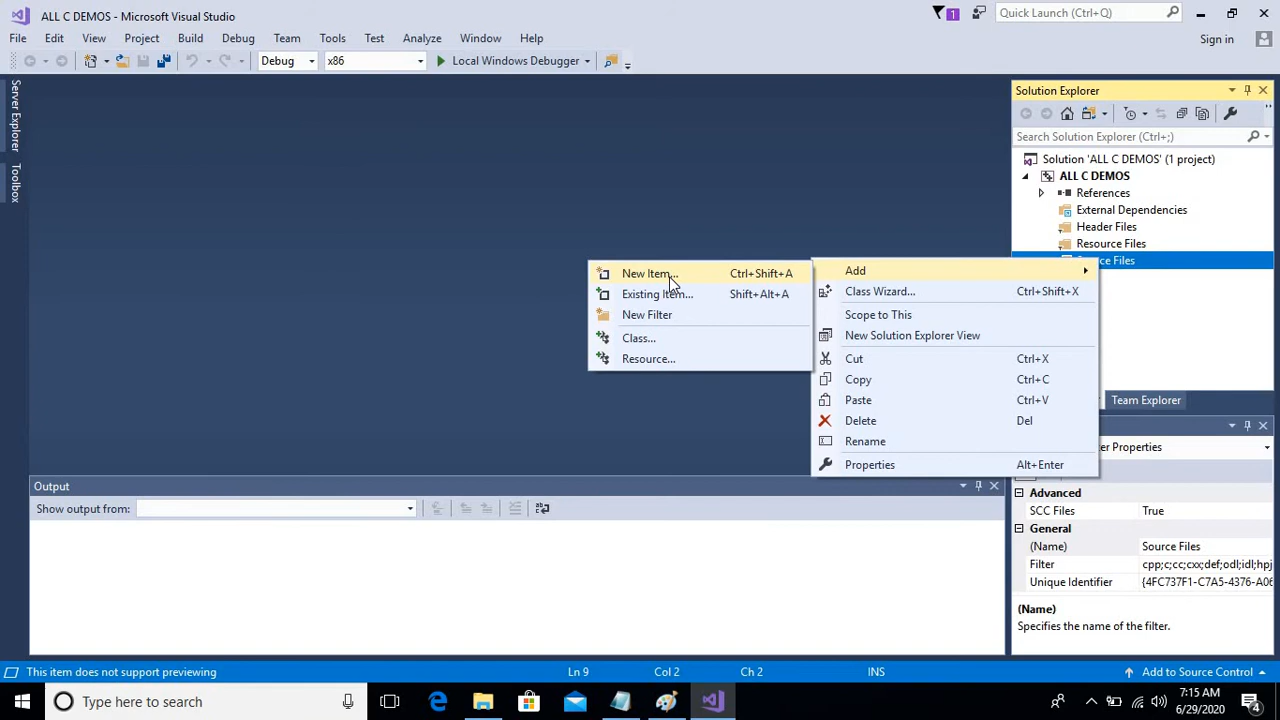 ALL C DEMOS - Microsoft Visual Studio
1
Quick Launch (Ctrl+Q)
File Edit View Project Build Debug Team Tools Test Analyze Window Help
Sign in
Debug x86 Local Windows Debugger
Server Explorer
Toolbox
Solution Explorer
Search Solution Explorer (Ctrl+;)
Solution 'ALL C DEMOS' (1 project)
ALL C DEMOS
References
External Dependencies
Header Files
Resource Files
Files
New Item... Ctrl+Shift+A
Existing Item... Shift+Alt+A
New Filter
Class...
Resource...
Add
Class Wizard... Ctrl+Shift+X
Scope to This
New Solution Explorer View
Cut Ctrl+X
Copy Ctrl+C
Paste Ctrl+V
Delete Del
Rename
Properties Alt+Enter
Team Explorer
Properties
Advanced
SCC Files True
General
(Name) Source Files
Filter cpp;c;cc;cxx;def;odl;idl;hpj
Unique Identifier {4FC737F1-C7A5-4376-A06
(Name)
Specifies the name of the filter.
Output
Show output from:
This item does not support previewing Ln 9 Col 2 Ch 2 INS Add to Source Control
Type here to search
7:15 AM
6/29/2020
4